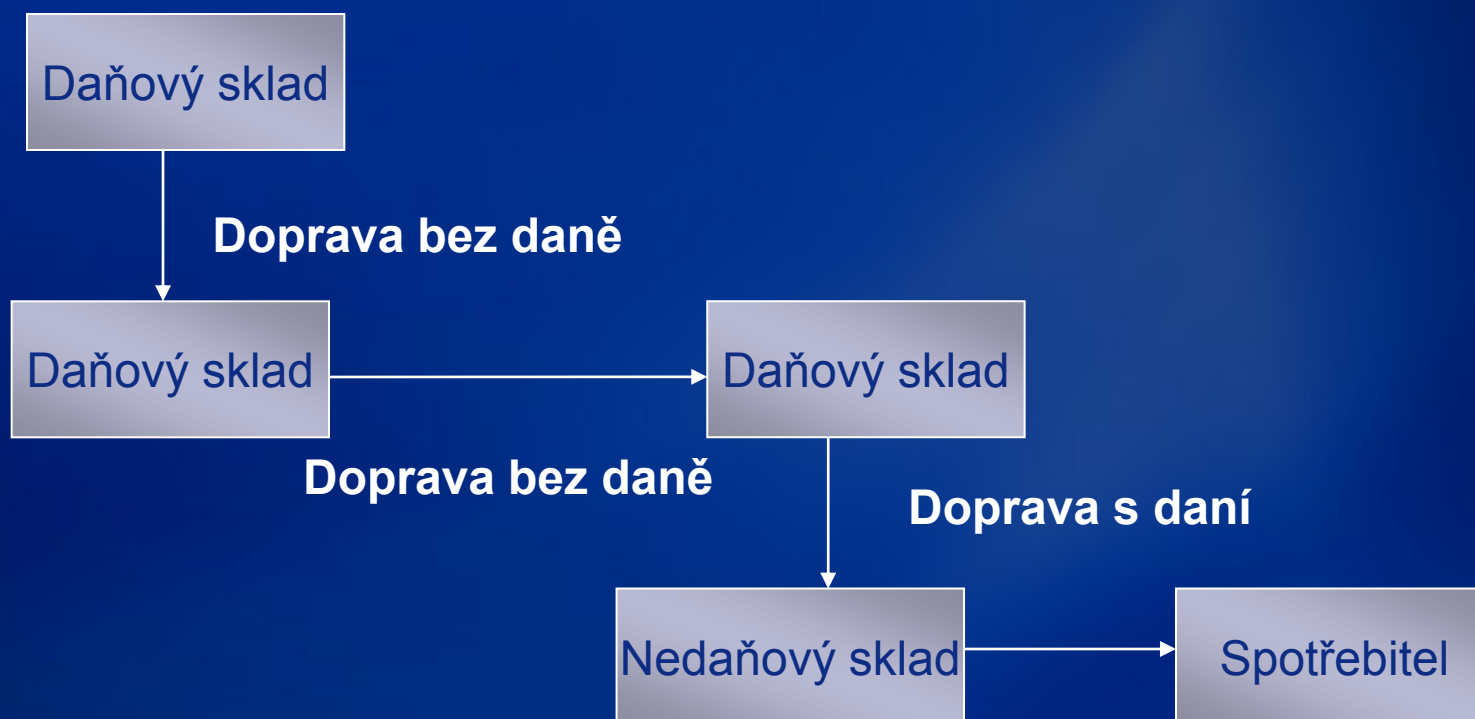 Daňový sklad
Doprava bez daně
Daňový sklad
Daňový sklad
Doprava bez daně
Doprava s daní
Nedaňový sklad
Spotřebitel